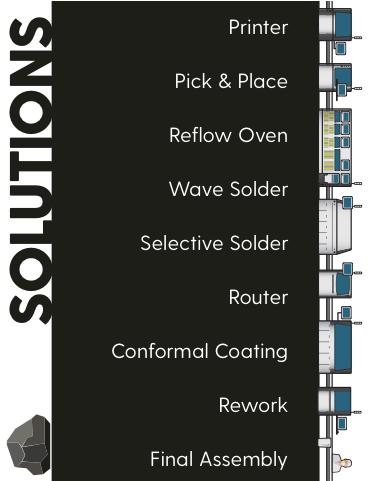 SOLUTIONS
Printer
Pick & Place
Reflow Oven
Wave Solder
Selective Solder
Router
Conformal Coating
Rework
Final Assembly